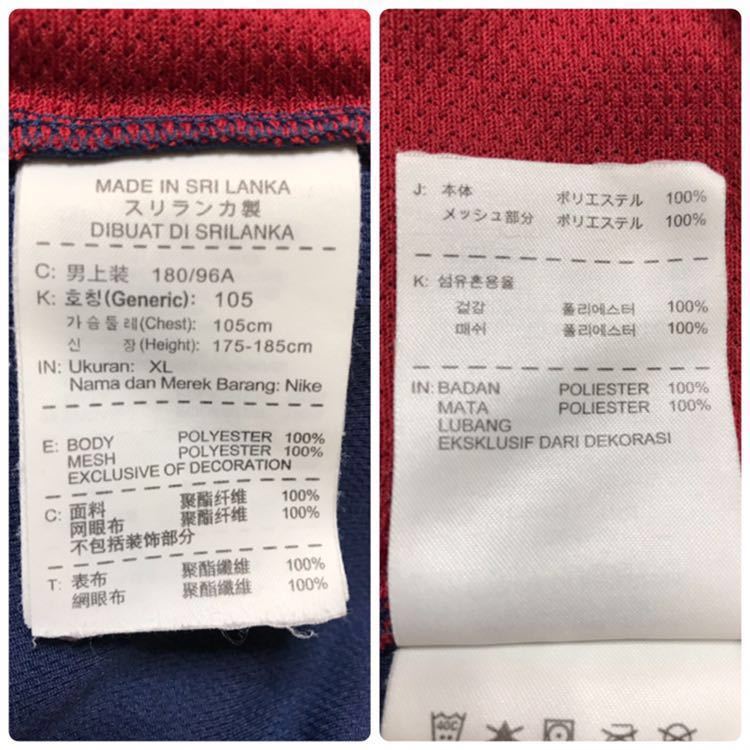 MADE IN SRI LANKA
スリランカ製
DIBUAT DI SRILANKA
C: 男上装 180/96A
K: 호칭(Generic): 105
가슴둘레(Chest): 105cm
신 장(Height): 175-185cm
IN: Ukuran: XL
Nama dan Merek Barang: Nike
E: BODY POLYESTER 100%
MESH POLYESTER 100%
EXCLUSIVE OF DECORATION
C: 面料 聚酯纤维 100%
网眼布 聚酯纤维 100%
不包括装饰部分
T: 表布 聚酯纖維 100%
網眼布 聚酯纖維 100%
J: 本体 ポリエステル 100%
メッシュ部分 ポリエステル 100%
K: 섬유혼용율
겉감 폴리에스터 100%
매쉬 폴리에스터 100%
IN: BADAN POLIESTER 100%
MATA POLIESTER 100%
LUBANG
EKSKLUSIF DARI DEKORASI
40C